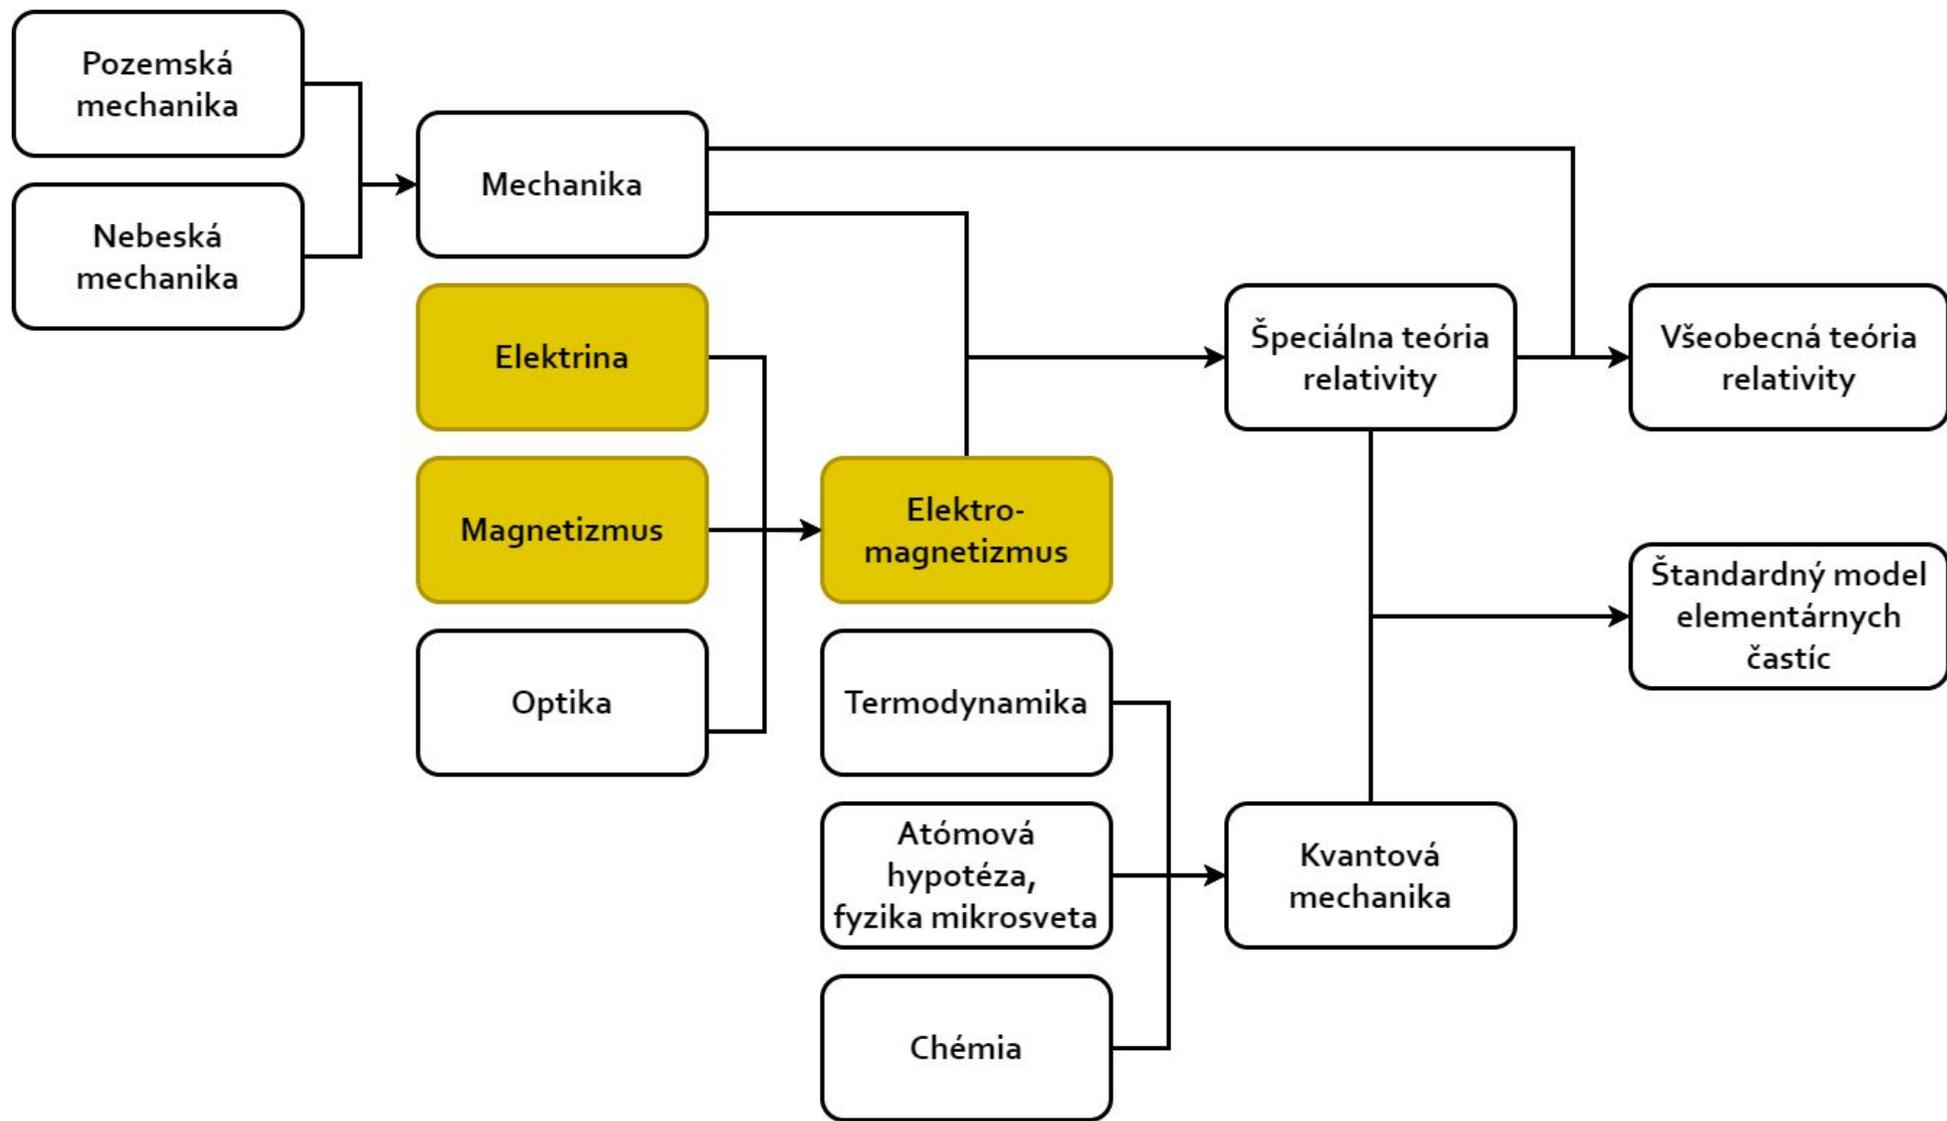 Pozemská
mechanika
Nebeská
mechanika
Mechanika
Elektrina
Magnetizmus
Optika
Elektro-
magnetizmus
Termodynamika
Atómová
hypotéza,
fyzika mikrosveta
Chémia
Špeciálna teória
relativity
Kvantová
mechanika
Všeobecná teória
relativity
Štandardný model
elementárnych
častíc